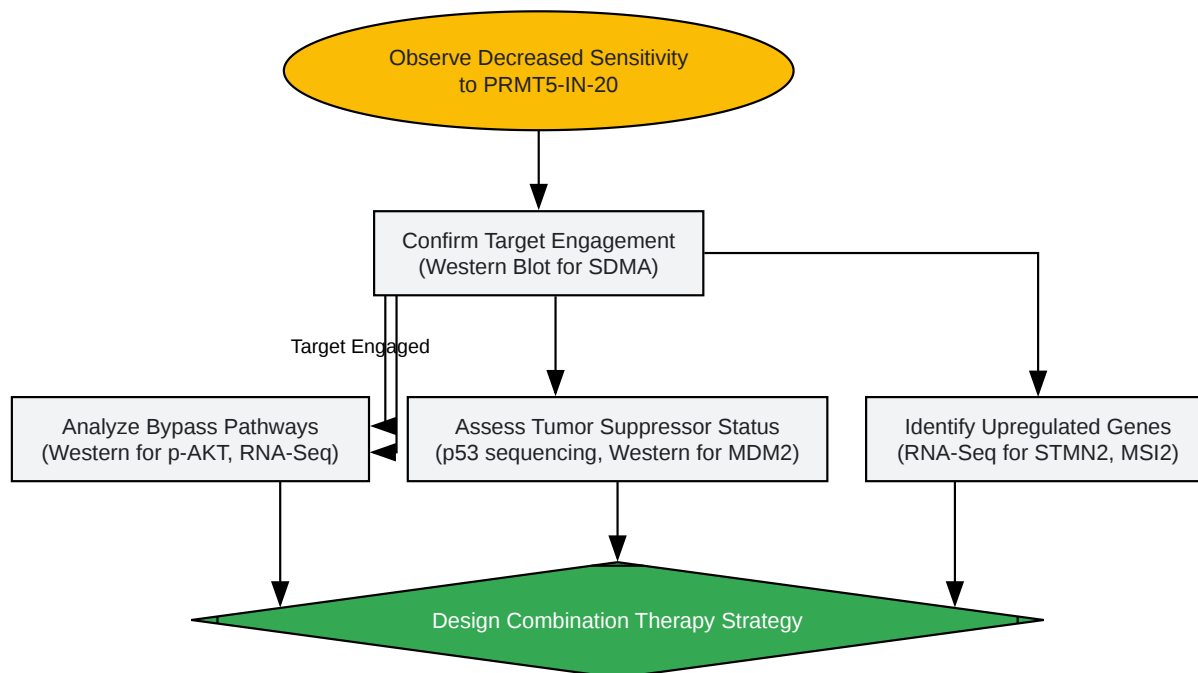 Observe Decreased Sensitivity
to PRMT5-IN-20
Confirm Target Engagement
(Western Blot for SDMA)
Target Engaged
Analyze Bypass Pathways
(Western for p-AKT, RNA-Seq)
Assess Tumor Suppressor Status
(p53 sequencing, Western for MDM2)
Identify Upregulated Genes
(RNA-Seq for STMN2, MSI2)
Design Combination Therapy Strategy